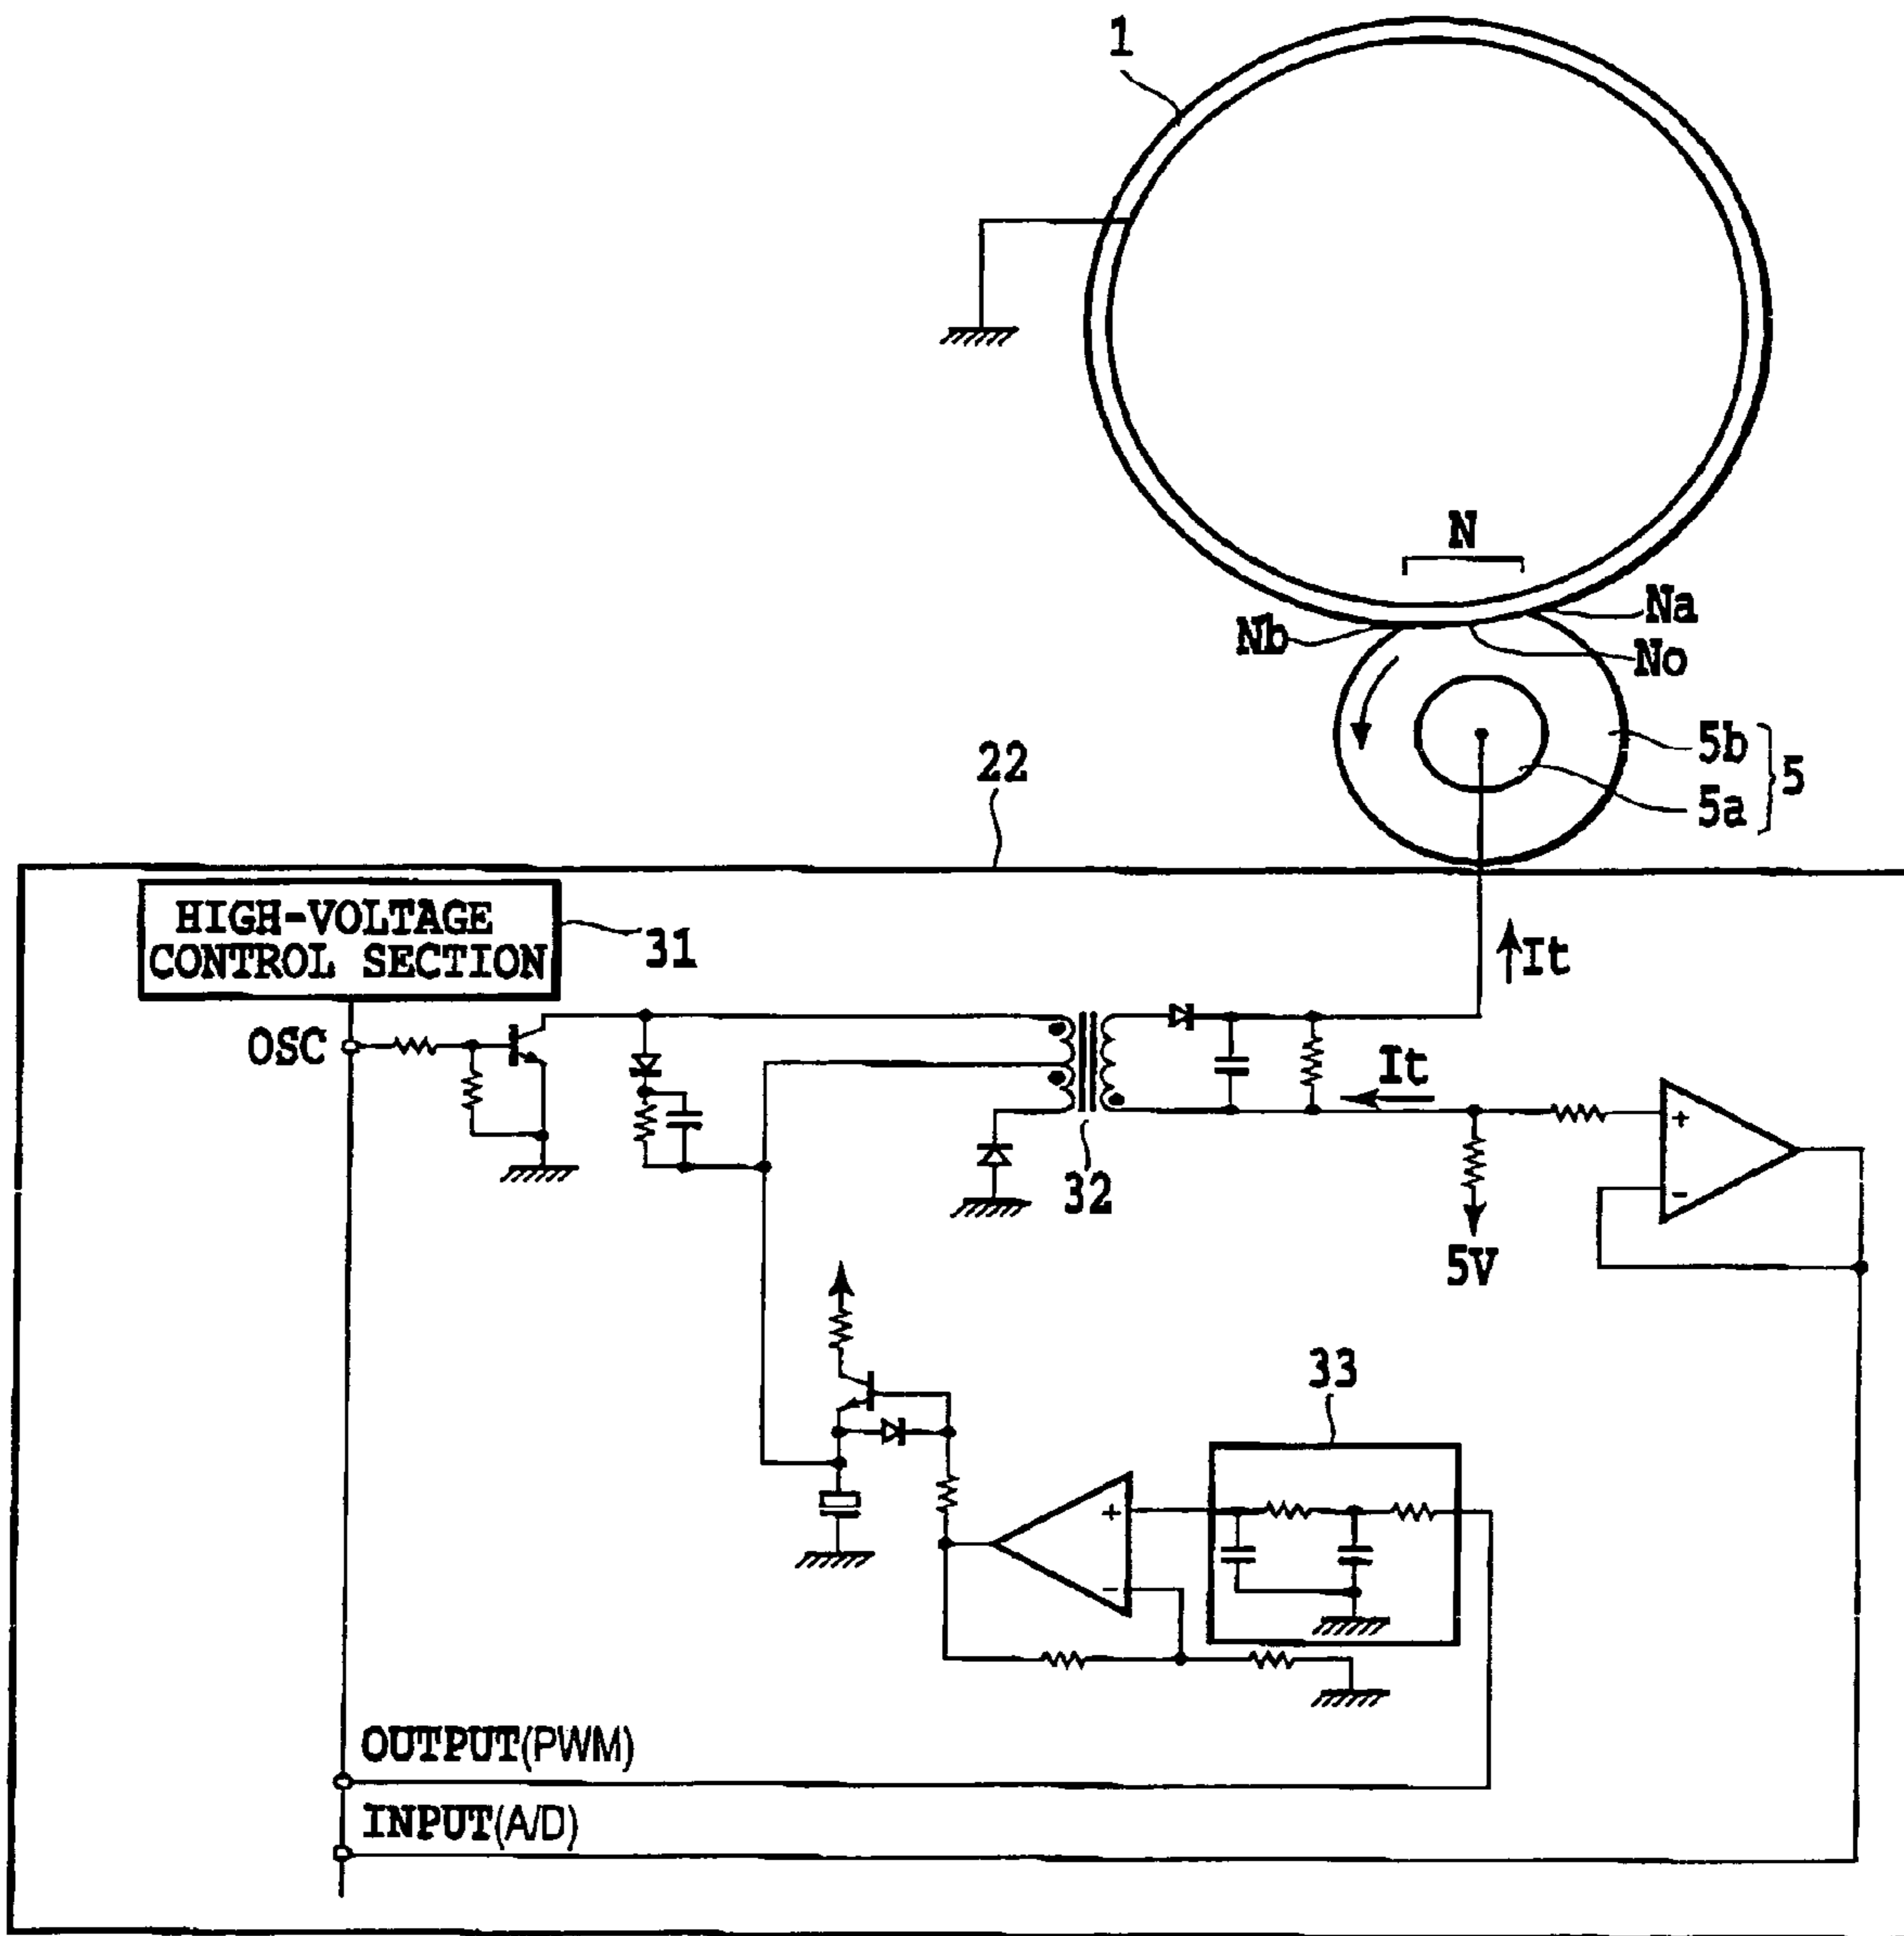 1
N
Na
Nb
No
5b
5
5a
22
HIGH-VOLTAGE
CONTROL SECTION
31
It
OSC
It
+
-
32
5V
33
+
-
OUTPUT(PWM)
INPUT(A/D)